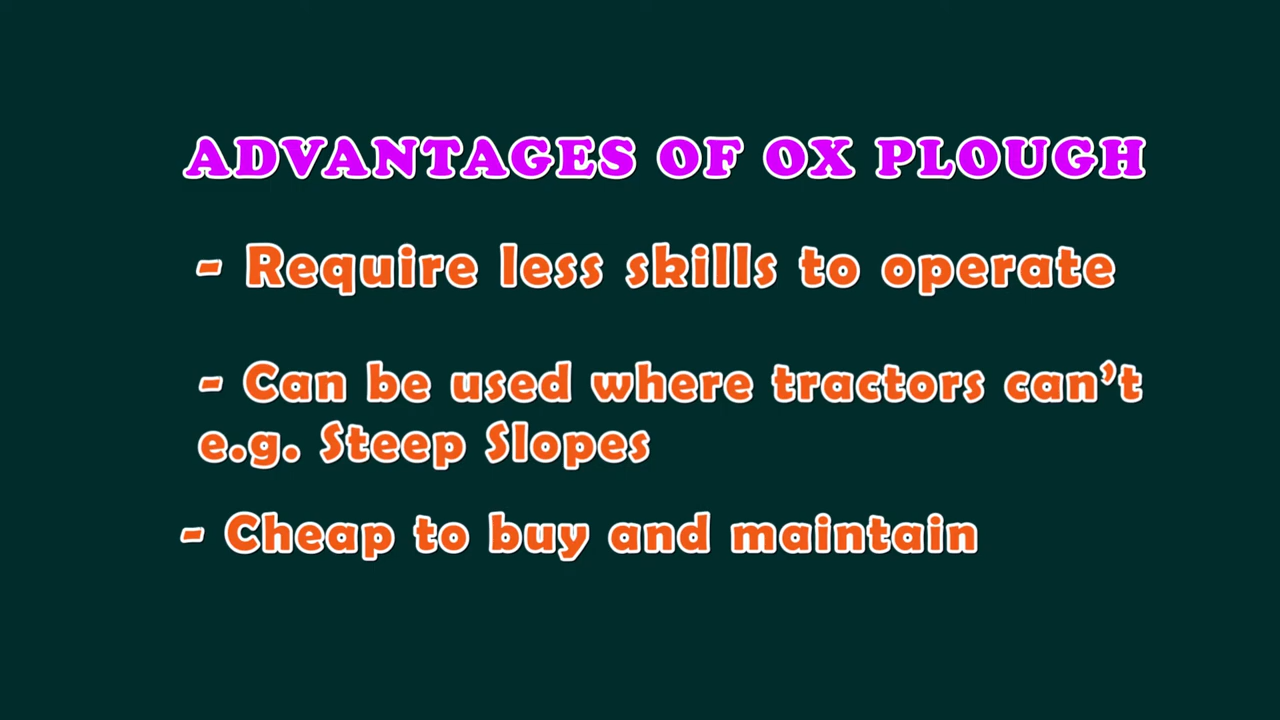 ADVANTAGES OF OX PLOUGH
- Require less skills to operate
- Can be used where tractors can't
e.g. Steep Slopes
- Cheap to buy and maintain